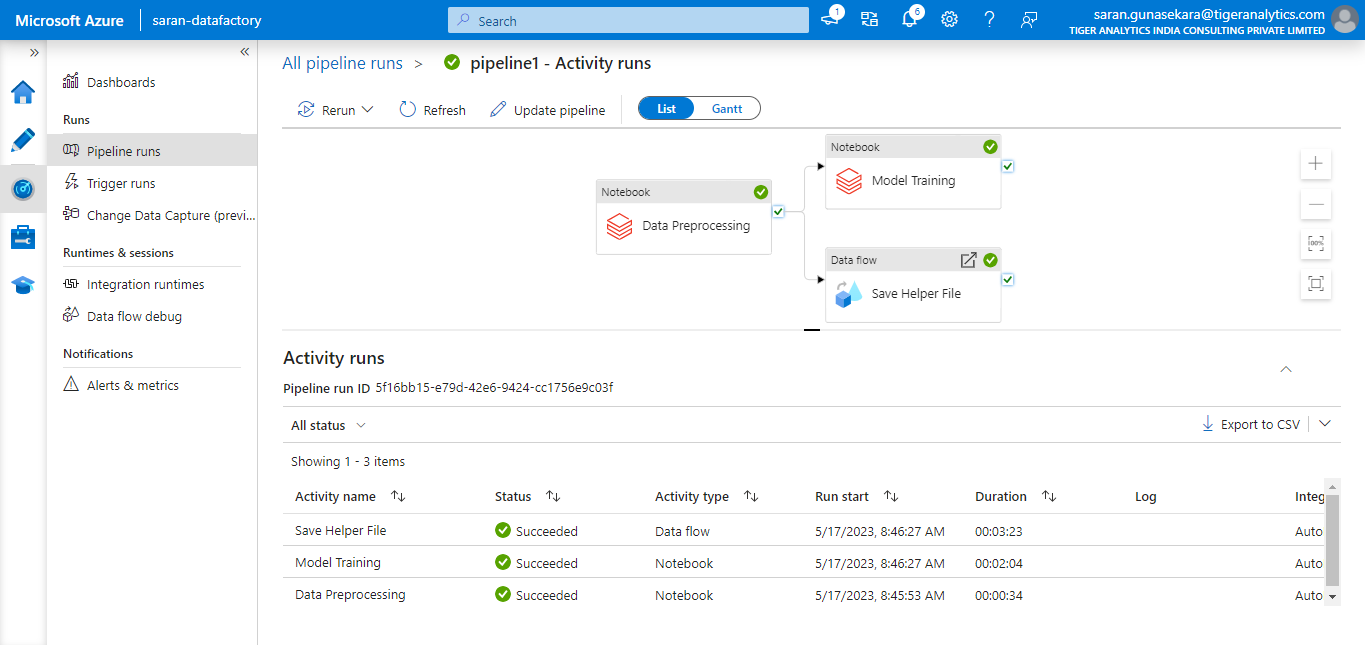 Microsoft Azure
saran-datafactory
Search
1
6
saran.gunasekara@tigeranalytics.com
TIGER ANALYTICS INDIA CONSULTING PRIVATE LIMITED
Dashboards
Runs
Pipeline runs
Trigger runs
Change Data Capture (previ...
Runtimes & sessions
Integration runtimes
Data flow debug
Notifications
Alerts & metrics
All pipeline runs > pipeline1 - Activity runs
Rerun
Refresh
Update pipeline
List
Gantt
Notebook
Data Preprocessing
Notebook
Model Training
Data flow
Save Helper File
100%
Activity runs
Pipeline run ID 5f16bb15-e79d-42e6-9424-cc1756e9c03f
All status
Export to CSV
Showing 1 - 3 items
Activity name Status Activity type Run start Duration Log Integ
Save Helper File Succeeded Data flow 5/17/2023, 8:46:27 AM 00:03:23 Auto
Model Training Succeeded Notebook 5/17/2023, 8:46:27 AM 00:02:04 Auto
Data Preprocessing Succeeded Notebook 5/17/2023, 8:45:53 AM 00:00:34 Auto